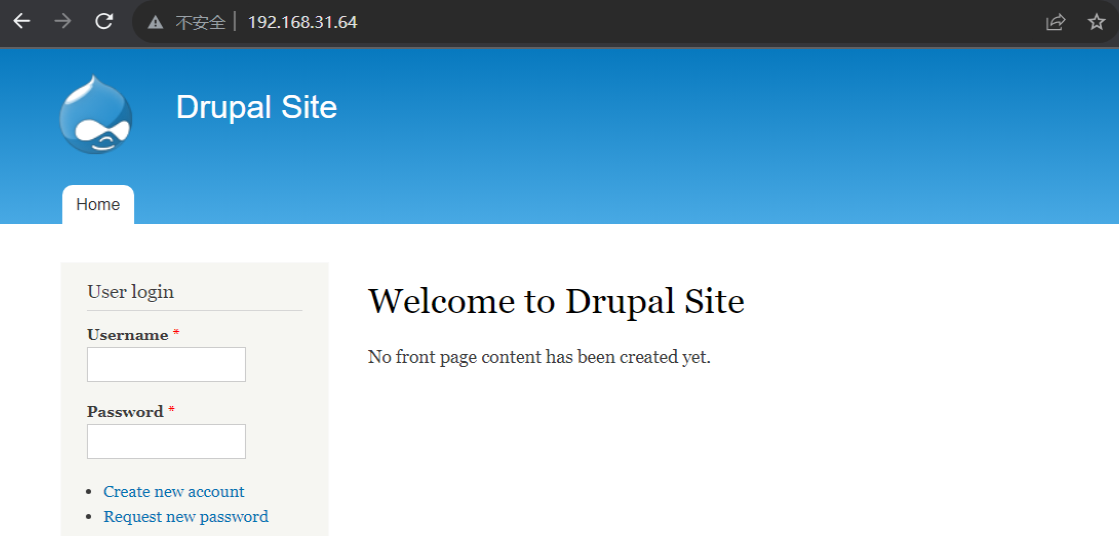 不安全 192.168.31.64
Drupal Site
Home
User login
Username *
Password *
Create new account
Request new password
Welcome to Drupal Site
No front page content has been created yet.